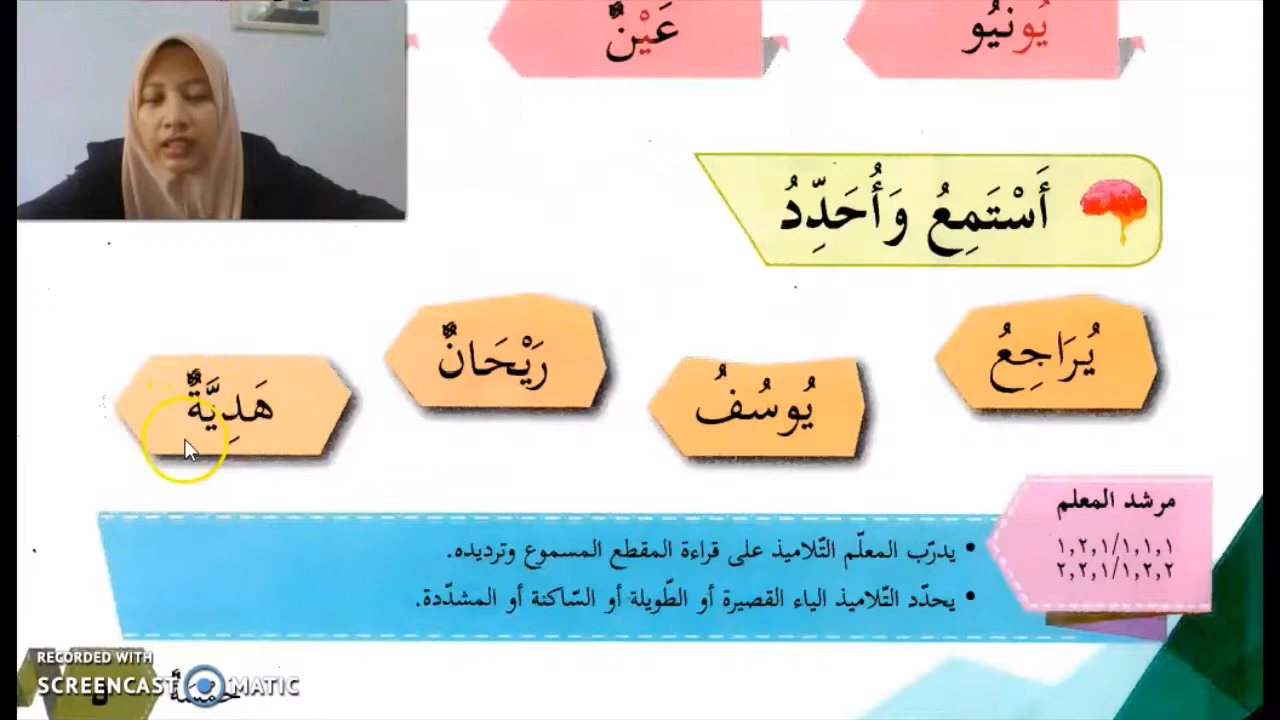 يُونيُو
عَيْنٌ
أَسْتَمِعُ وَأُحَدِّدُ
يُرَاجِعُ
يُوسُفُ
رَيْحَانٌ
هَدِيَّةٌ
مرشد المعلم
١,٢,١/١,١,١
٢,٢,١/١,٢,٢
• يدرّب المعلّم التّلاميذ على قراءة المقطع المسموع وترديده.
• يحدّد التّلاميذ الياء القصيرة أو الطّويلة أو السّاكنة أو المشدّدة.
RECORDED WITH
SCREENCAST MATIC